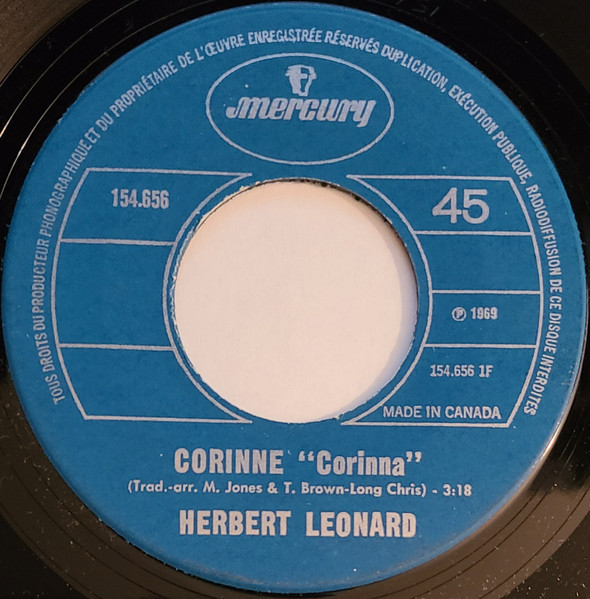 TOUS DROITS DU PRODUCTEUR PHONOGRAPHIQUE ET DU PROPRIÉTAIRE DE L'ŒUVRE ENREGISTRÉE RÉSERVÉS DUPLICATION, EXÉCUTION PUBLIQUE, RADIODIFFUSION DE CE DISQUE INTERDITES
mercury
154.656
45
℗ 1969
154.656 1F
MADE IN CANADA
CORINNE "Corinna"
(Trad.-arr. M. Jones & T. Brown-Long Chris) - 3:18
HERBERT LEONARD